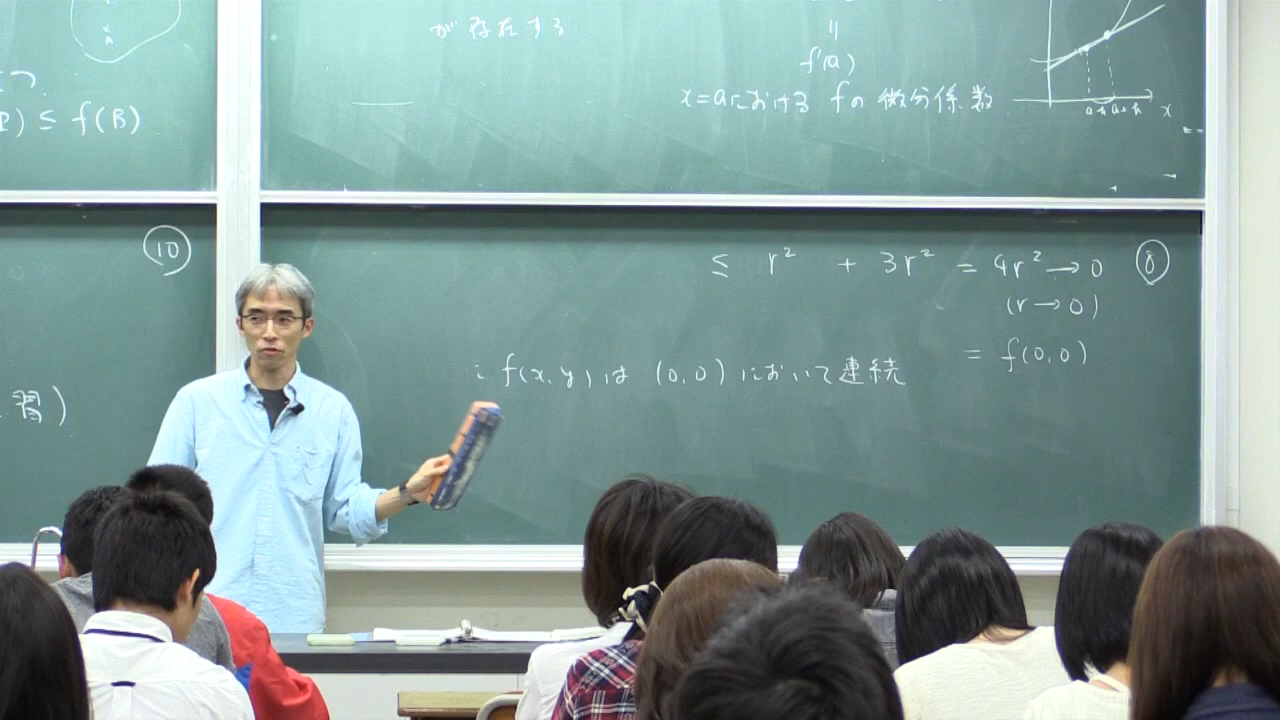 が存在する
=
f'(a)
x=aにおける fの微分係数
a-h a+h x
A
) ≤ f(B)
⑩
習)
≤ r² + 3r² = 4r² → 0 ⑧
(r → 0)
= f(0,0)
∴ f(x,y)は (0,0)において連続